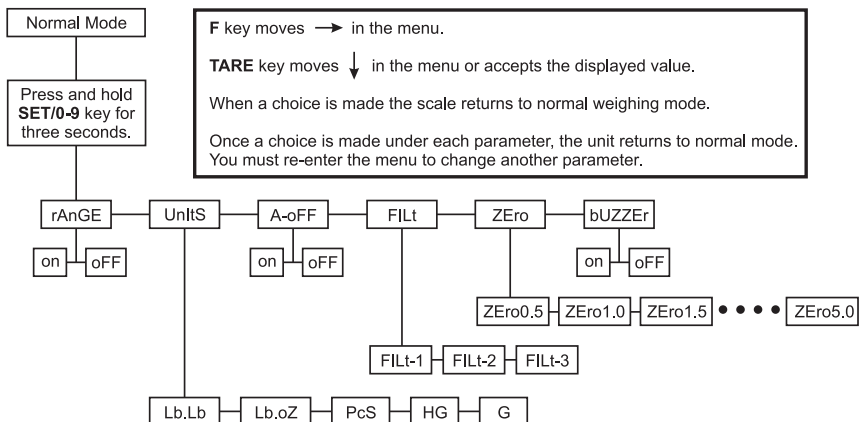 Normal Mode
Press and hold
SET/0-9 key for
three seconds.
F key moves → in the menu.
TARE key moves ↓ in the menu or accepts the displayed value.
When a choice is made the scale returns to normal weighing mode.
Once a choice is made under each parameter, the unit returns to normal mode.
You must re-enter the menu to change another parameter.
rAnGE UnItS A-oFF FILt ZEro bUZZEr
on oFF on oFF on oFF
ZEro0.5 ZEro1.0 ZEro1.5 •••• ZEro5.0
FILt-1 FILt-2 FILt-3
Lb.Lb Lb.oZ PcS HG G